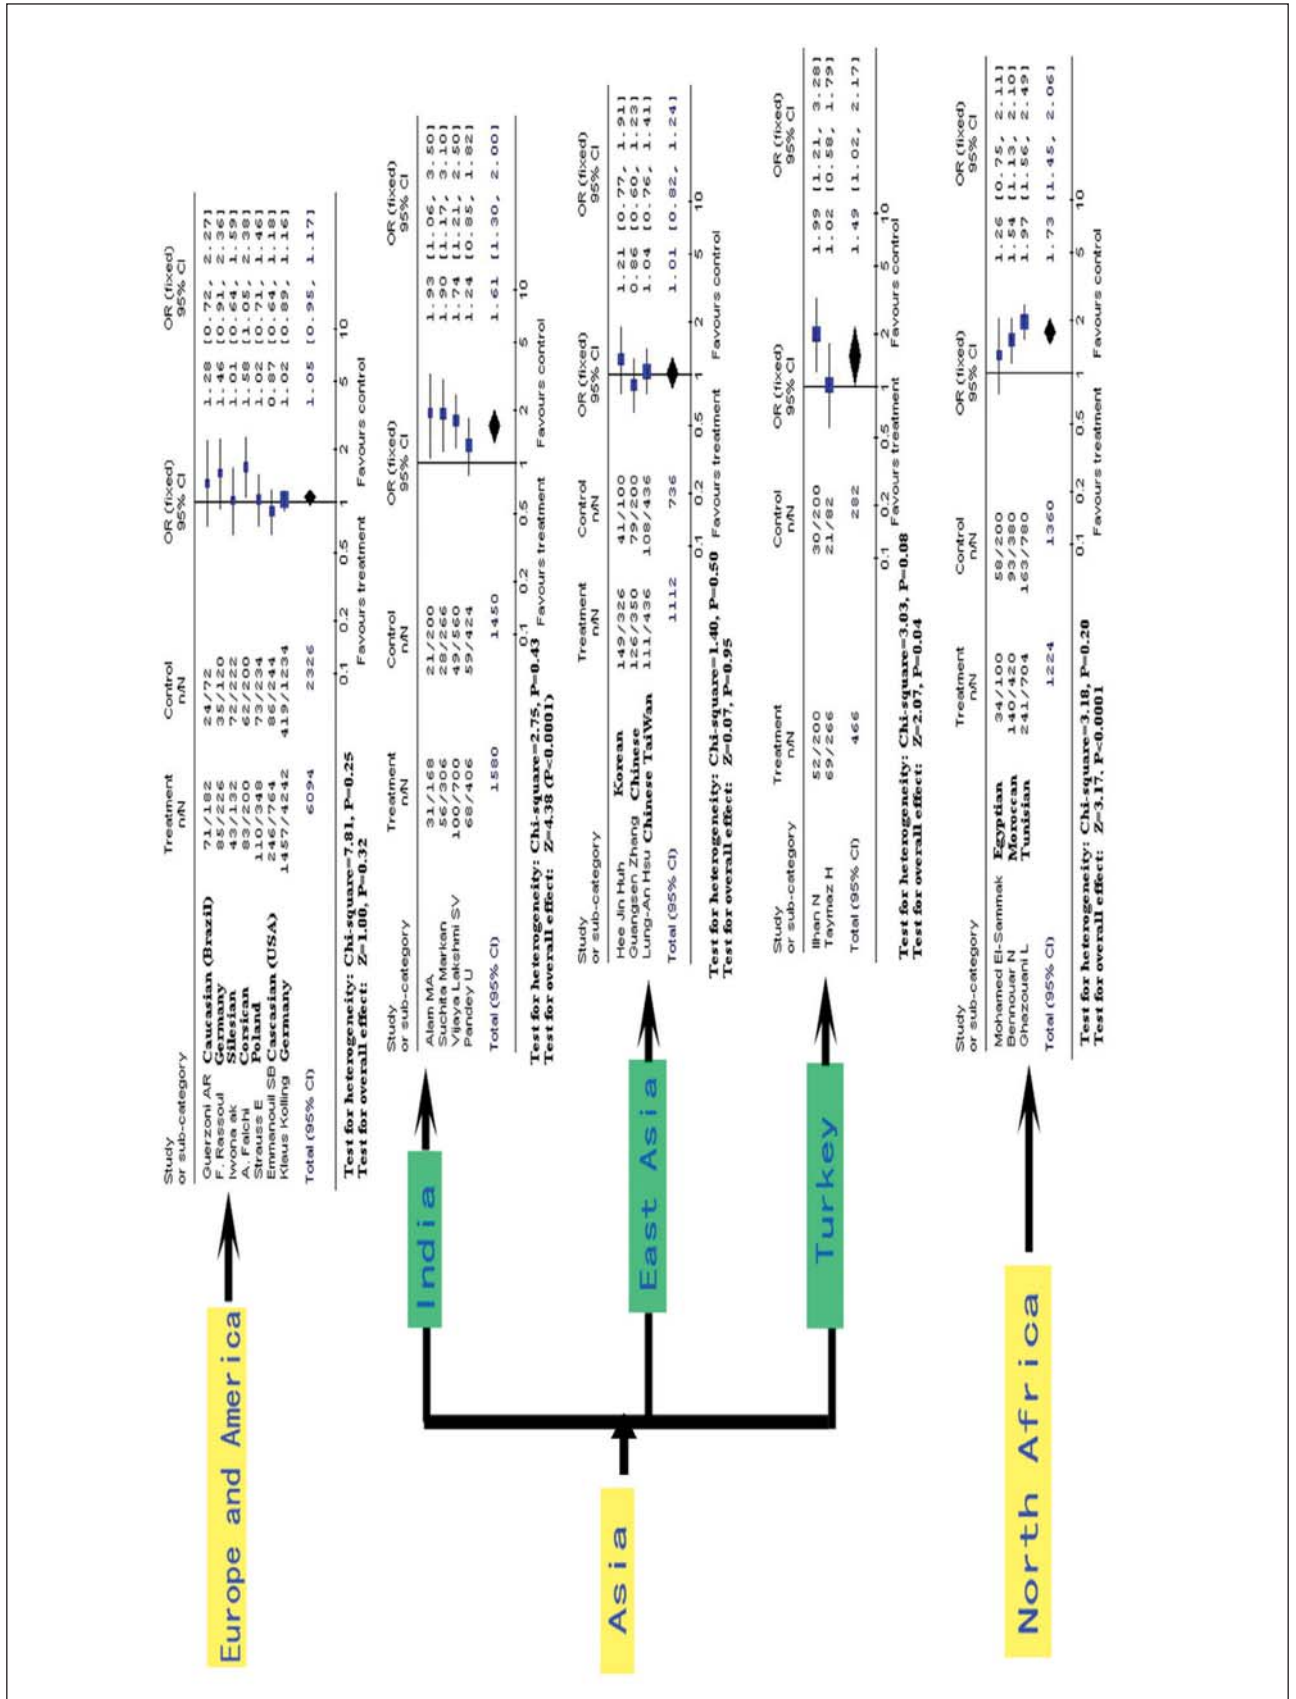 Europe and America
Study
or sub-category
Treatment
n/N
Control
n/N
OR (fixed)
95% CI
OR (fixed)
95% CI
Guerzoni AR Caucasian (Brazil) 71/182 24/72 1.28 [0.72, 2.27]
F. Rassoul Germany 85/226 35/120 1.46 [0.91, 2.36]
Iwona ak Silesian 43/132 72/222 1.01 [0.64, 1.59]
A. Falchi Corsican 83/200 62/200 1.58 [1.05, 2.38]
Strauss E Poland 110/348 73/234 1.02 [0.71, 1.46]
Emmanouil SB Cascasian (USA) 246/764 86/244 0.87 [0.64, 1.18]
Klaus Kolling Germany 1457/4242 419/1234 1.02 [0.89, 1.16]
Total (95% CI) 6094 2326 1.05 [0.95, 1.17]
0.1 0.2 0.5 1 2 5 10
Test for heterogeneity: Chi-square=7.81, P=0.25
Test for overall effect: Z=1.00, P=0.32
Favours treatment Favours control
Asia
India
Study
or sub-category
Treatment
n/N
Control
n/N
OR (fixed)
95% CI
OR (fixed)
95% CI
Alam MA 31/168 21/200 1.93 [1.06, 3.50]
Suchita Markan 56/306 28/266 1.90 [1.17, 3.10]
Vijaya Lakshmi SV 100/700 49/560 1.74 [1.21, 2.50]
Pandey U 68/406 59/424 1.24 [0.85, 1.82]
Total (95% CI) 1580 1450 1.61 [1.30, 2.00]
0.1 0.2 0.5 1 2 5 10
Test for heterogeneity: Chi-square=2.75, P=0.43
Test for overall effect: Z=4.38 (P<0.0001)
Favours treatment Favours control
East Asia
Study
or sub-category
Treatment
n/N
Control
n/N
OR (fixed)
95% CI
OR (fixed)
95% CI
Hee Jin Huh Korean 149/326 41/100 1.21 [0.77, 1.91]
Guangsen Zhang Chinese 126/350 79/200 0.86 [0.60, 1.23]
Lung-An Hsu Chinese TaiWan 111/436 108/436 1.04 [0.76, 1.41]
Total (95% CI) 1112 736 1.01 [0.82, 1.24]
0.1 0.2 0.5 1 2 5 10
Test for heterogeneity: Chi-square=1.40, P=0.50
Test for overall effect: Z=0.07, P=0.95
Favours treatment Favours control
Turkey
Study
or sub-category
Treatment
n/N
Control
n/N
OR (fixed)
95% CI
OR (fixed)
95% CI
Ilhan N 52/200 30/200 1.99 [1.21, 3.28]
Taymaz H 69/266 21/82 1.02 [0.58, 1.79]
Total (95% CI) 466 282 1.49 [1.02, 2.17]
0.1 0.2 0.5 1 2 5 10
Test for heterogeneity: Chi-square=3.03, P=0.08
Test for overall effect: Z=2.07, P=0.04
Favours treatment Favours control
North Africa
Study
or sub-category
Treatment
n/N
Control
n/N
OR (fixed)
95% CI
OR (fixed)
95% CI
Mohamed El-Sammak Egyptian 34/100 58/200 1.26 [0.75, 2.11]
Bennouar N Moroccan 140/420 93/380 1.54 [1.13, 2.10]
Ghazouani L Tunisian 241/704 163/780 1.97 [1.56, 2.49]
Total (95% CI) 1224 1360 1.73 [1.45, 2.06]
0.1 0.2 0.5 1 2 5 10
Test for heterogeneity: Chi-square=3.18, P=0.20
Test for overall effect: Z=3.17. P<0.0001
Favours treatment Favours control